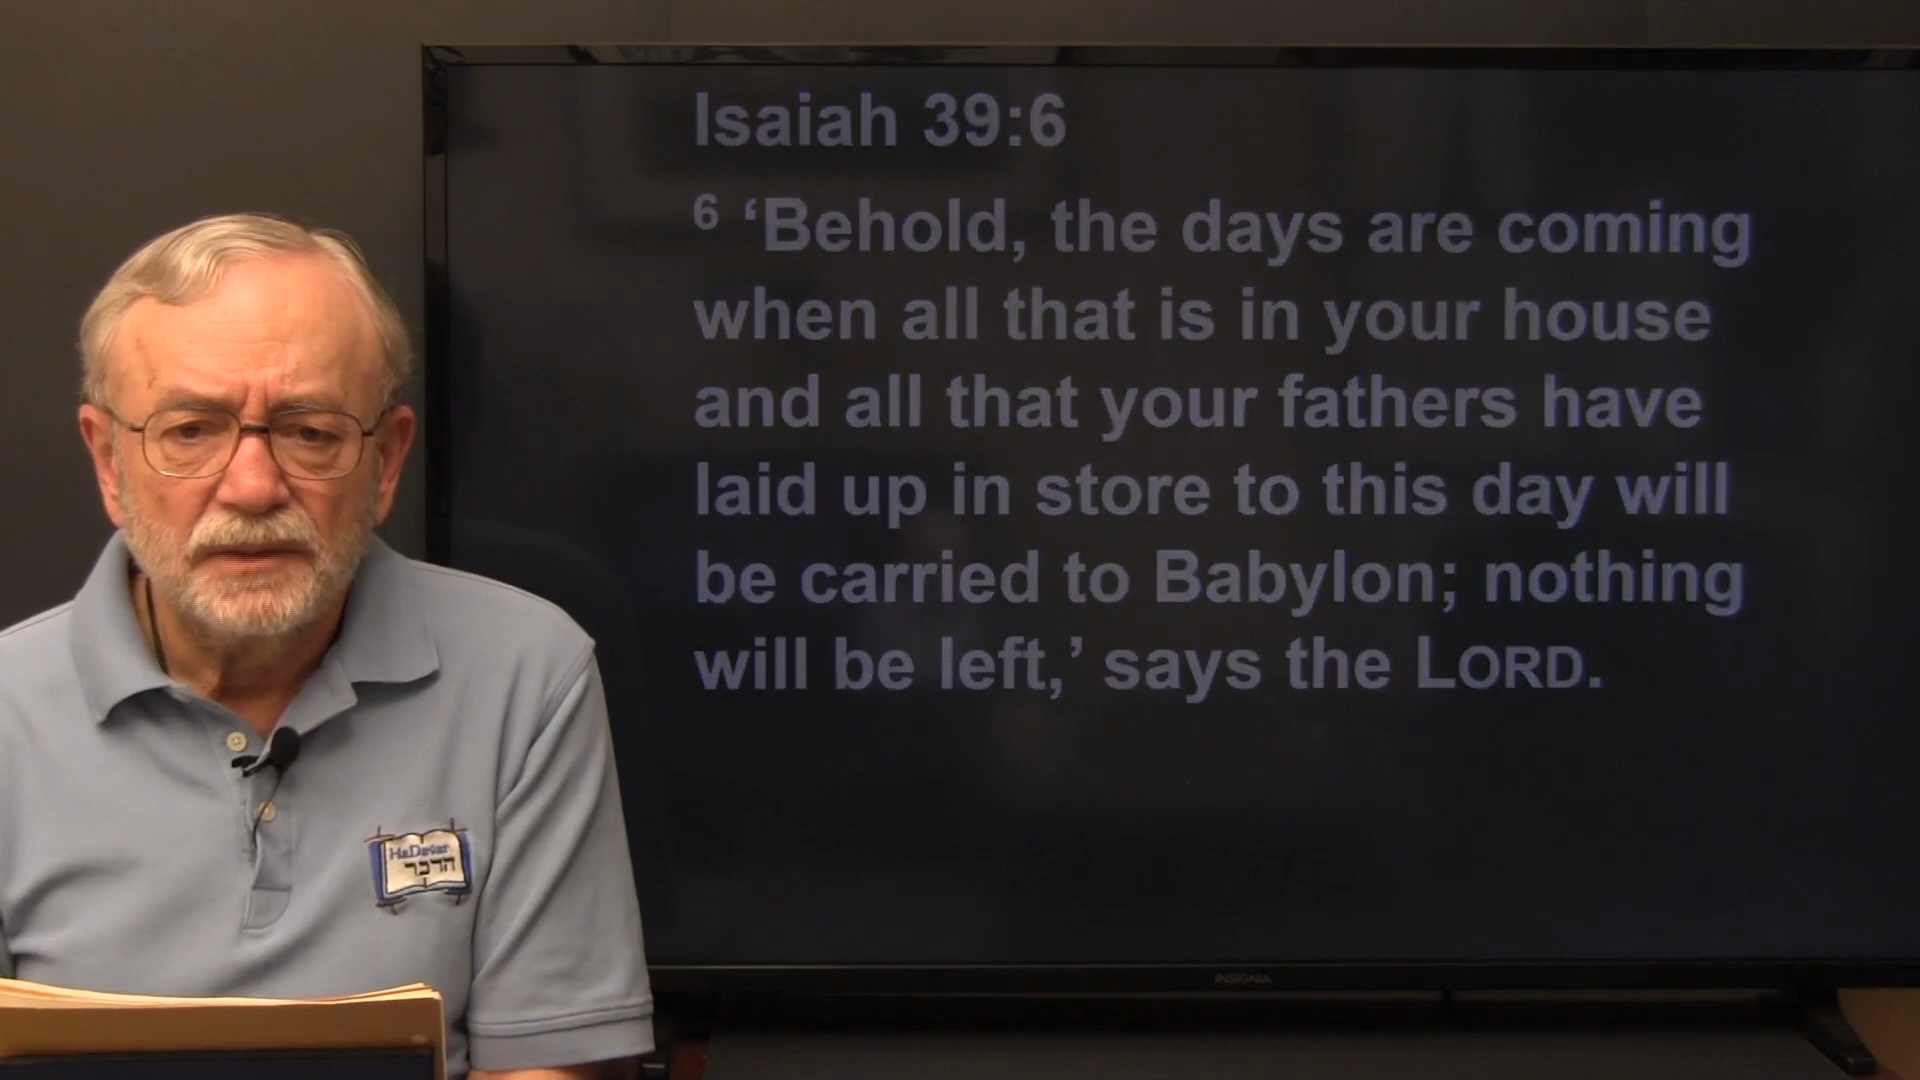 Isaiah 39:6
6 ‘Behold, the days are coming
when all that is in your house
and all that your fathers have
laid up in store to this day will
be carried to Babylon; nothing
will be left,’ says the LORD.
HaDavar
הדבר
INSIGNIA